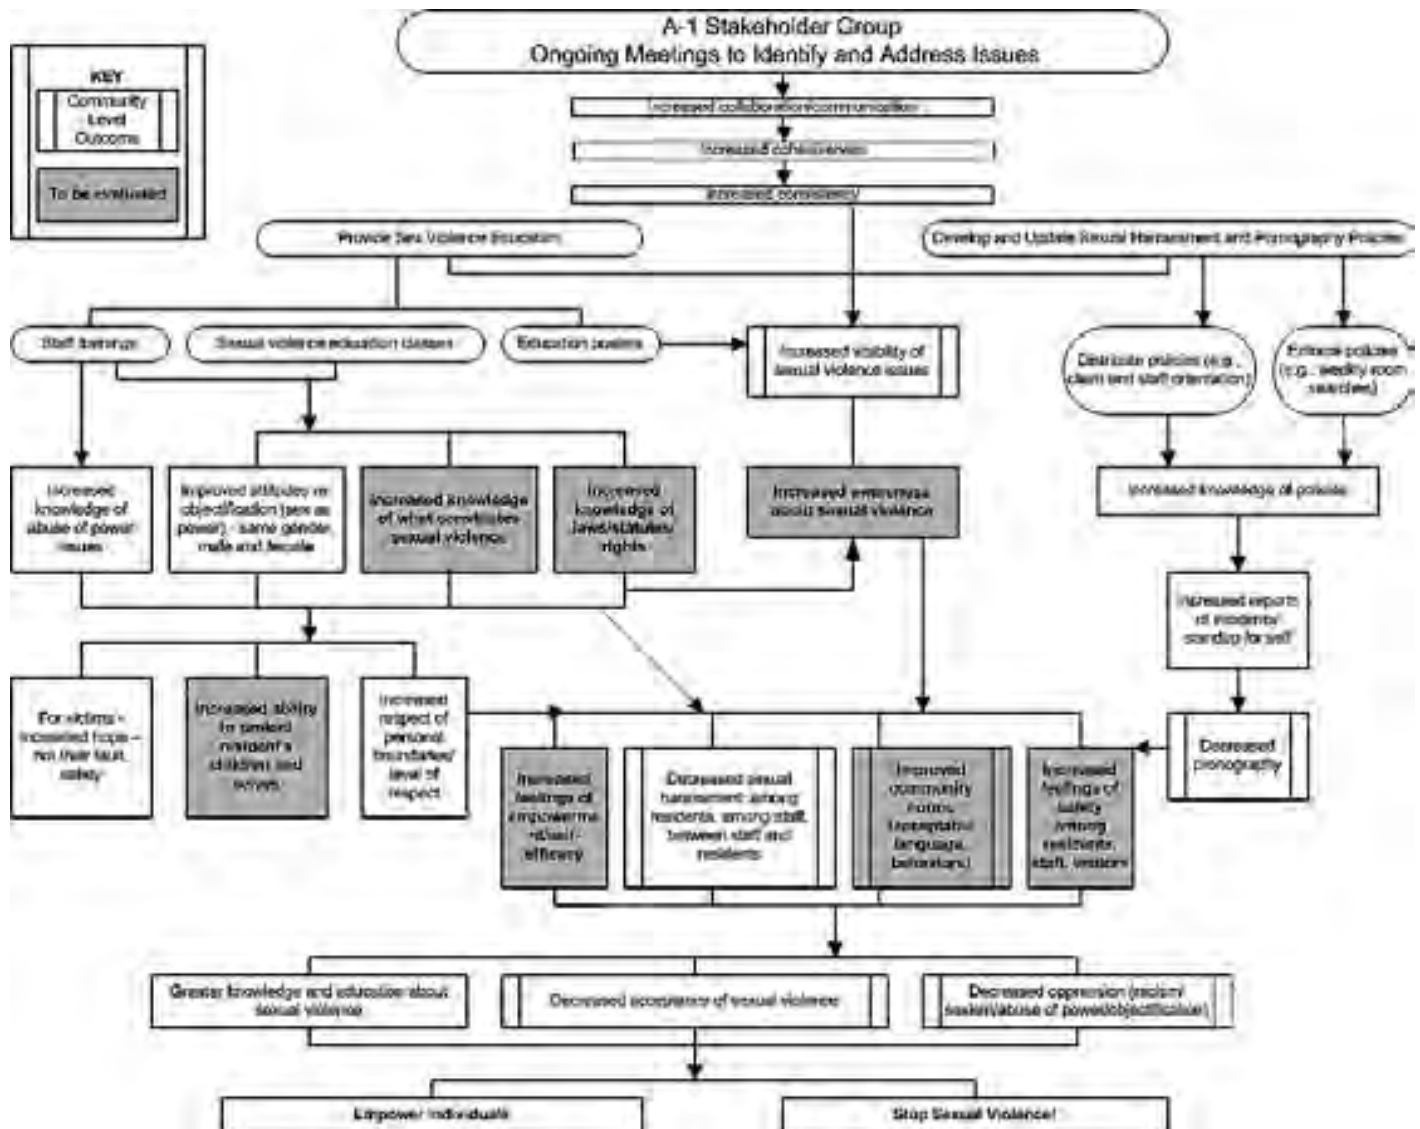 A-1 Stakeholder Group
Ongoing Meetings to Identify and Address Issues
KEY
Community
Level
Outcome
To be evaluated
Increased collaboration/communication
Increased cohesiveness
Increased consistency
Provide Sex Violence Education
Develop and Update Sexual Harassment and Pornography Policies
Staff trainings
Sexual violence education classes
Education posters
Increased visibility of
sexual violence issues
Distribute policies (e.g.,
client and staff orientation)
Enforce policies
(e.g., weekly room
searches)
Increased
knowledge of
abuse of power
issues
Improved attitudes re
objectification (sex as
power) - same gender,
male and female
Increased knowledge
of what constitutes
sexual violence
Increased
knowledge of
laws/statutes/
rights
Increased awareness
about sexual violence
Increased knowledge of policies
Increased reports
of incidents/
standup for self
For victims -
increased hope -
not their fault,
safety
Increased ability
to protect
resident's
children and
selves
Increased
respect of
personal
boundaries/
level of
respect
Increased
feelings of
efficacy
Decreased sexual
harassment among
residents, among staff,
between staff and
residents
Improved
community
norms
(acceptable
language,
behaviors)
Increased
feelings of
safety
among
residents,
staff, visitors
Decreased
pronography
Greater knowledge and education about
sexual violence
Decreased acceptance of sexual violence
Decreased oppression (racism/
sexism/abuse of power/objectification)
Empower Individuals
Stop Sexual Violence!